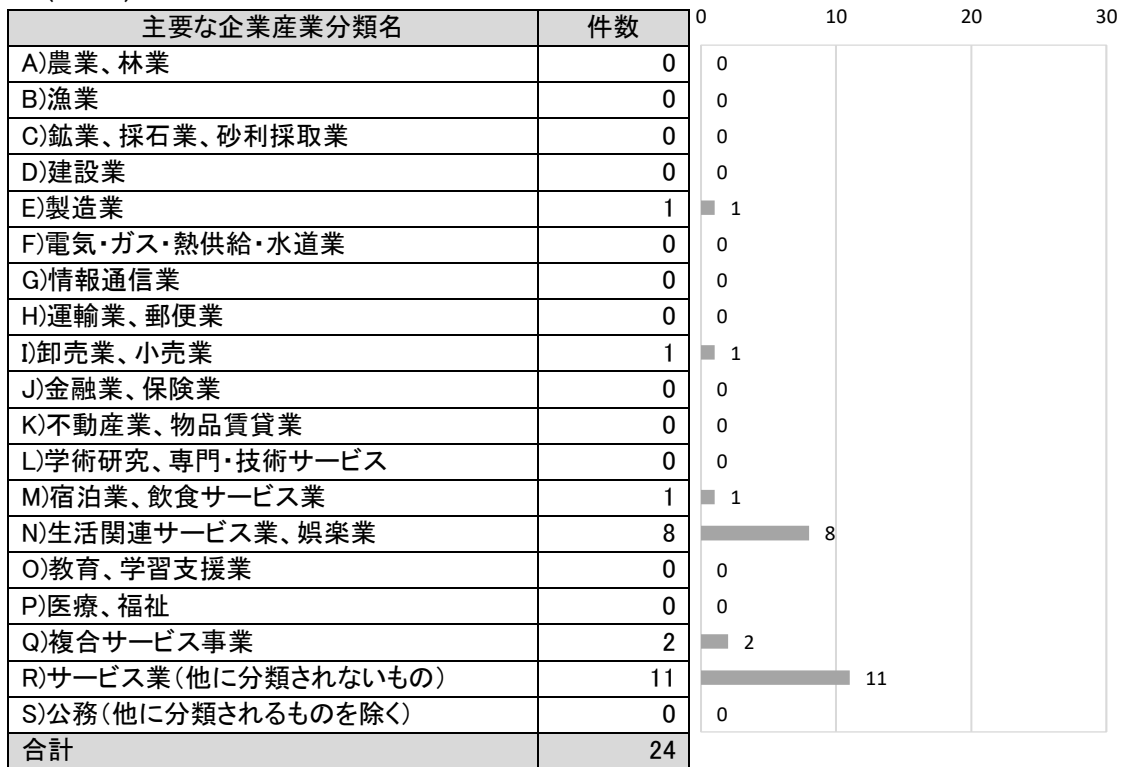 主要な企業産業分類名 件数 0 10 20 30
A)農業、林業 0 0
B)漁業 0 0
C)鉱業、採石業、砂利採取業 0 0
D)建設業 0 0
E)製造業 1 1
F)電気・ガス・熱供給・水道業 0 0
G)情報通信業 0 0
H)運輸業、郵便業 0 0
I)卸売業、小売業 1 1
J)金融業、保険業 0 0
K)不動産業、物品賃貸業 0 0
L)学術研究、専門・技術サービス 0 0
M)宿泊業、飲食サービス業 1 1
N)生活関連サービス業、娯楽業 8 8
O)教育、学習支援業 0 0
P)医療、福祉 0 0
Q)複合サービス事業 2 2
R)サービス業(他に分類されないもの) 11 11
S)公務(他に分類されるものを除く) 0 0
合計 24